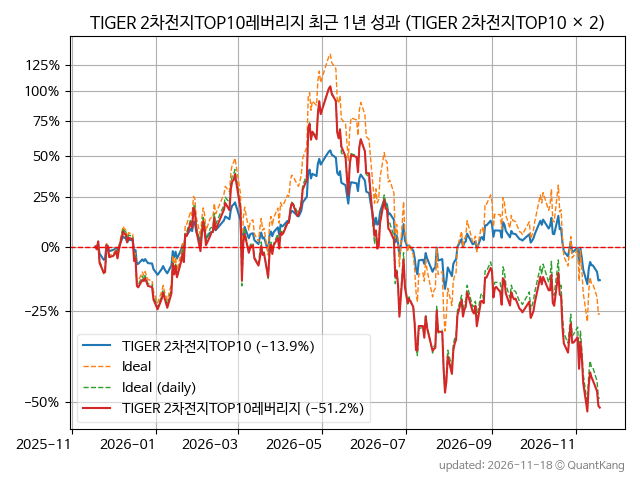 TIGER 2차전지TOP10레버리지 최근 1년 성과 (TIGER 2차전지TOP10 × 2)
125%
100%
75%
50%
25%
0%
−25%
−50%
TIGER 2차전지TOP10 (−13.9%)
Ideal
Ideal (daily)
TIGER 2차전지TOP10레버리지 (−51.2%)
2025-11 2026-01 2026-03 2026-05 2026-07 2026-09 2026-11
updated: 2026-11-18 © QuantKang